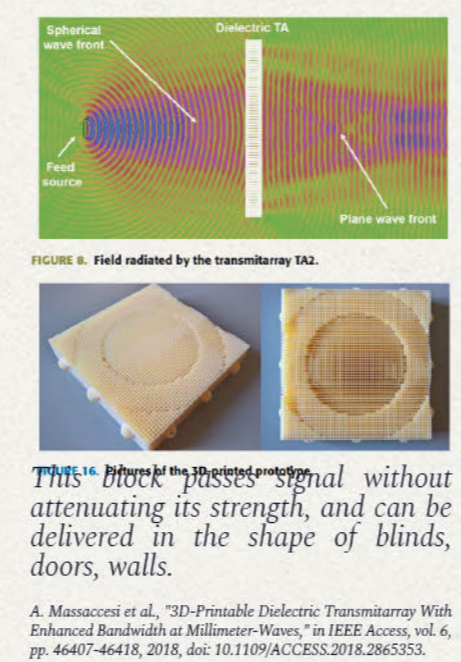 Spherical
wave front
Dielectric TA
Feed
source
Plane wave front
FIGURE 8. Field radiated by the transmitarray TA2.
FIGURE 16. Pictures of the 3D-printed prototype.
"This block passes signal without
attenuating its strength, and can be
delivered in the shape of blinds,
doors, walls.
A. Massaccesi et al., "3D-Printable Dielectric Transmitarray With
Enhanced Bandwidth at Millimeter-Waves," in IEEE Access, vol. 6,
pp. 46407-46418, 2018, doi: 10.1109/ACCESS.2018.2865353.